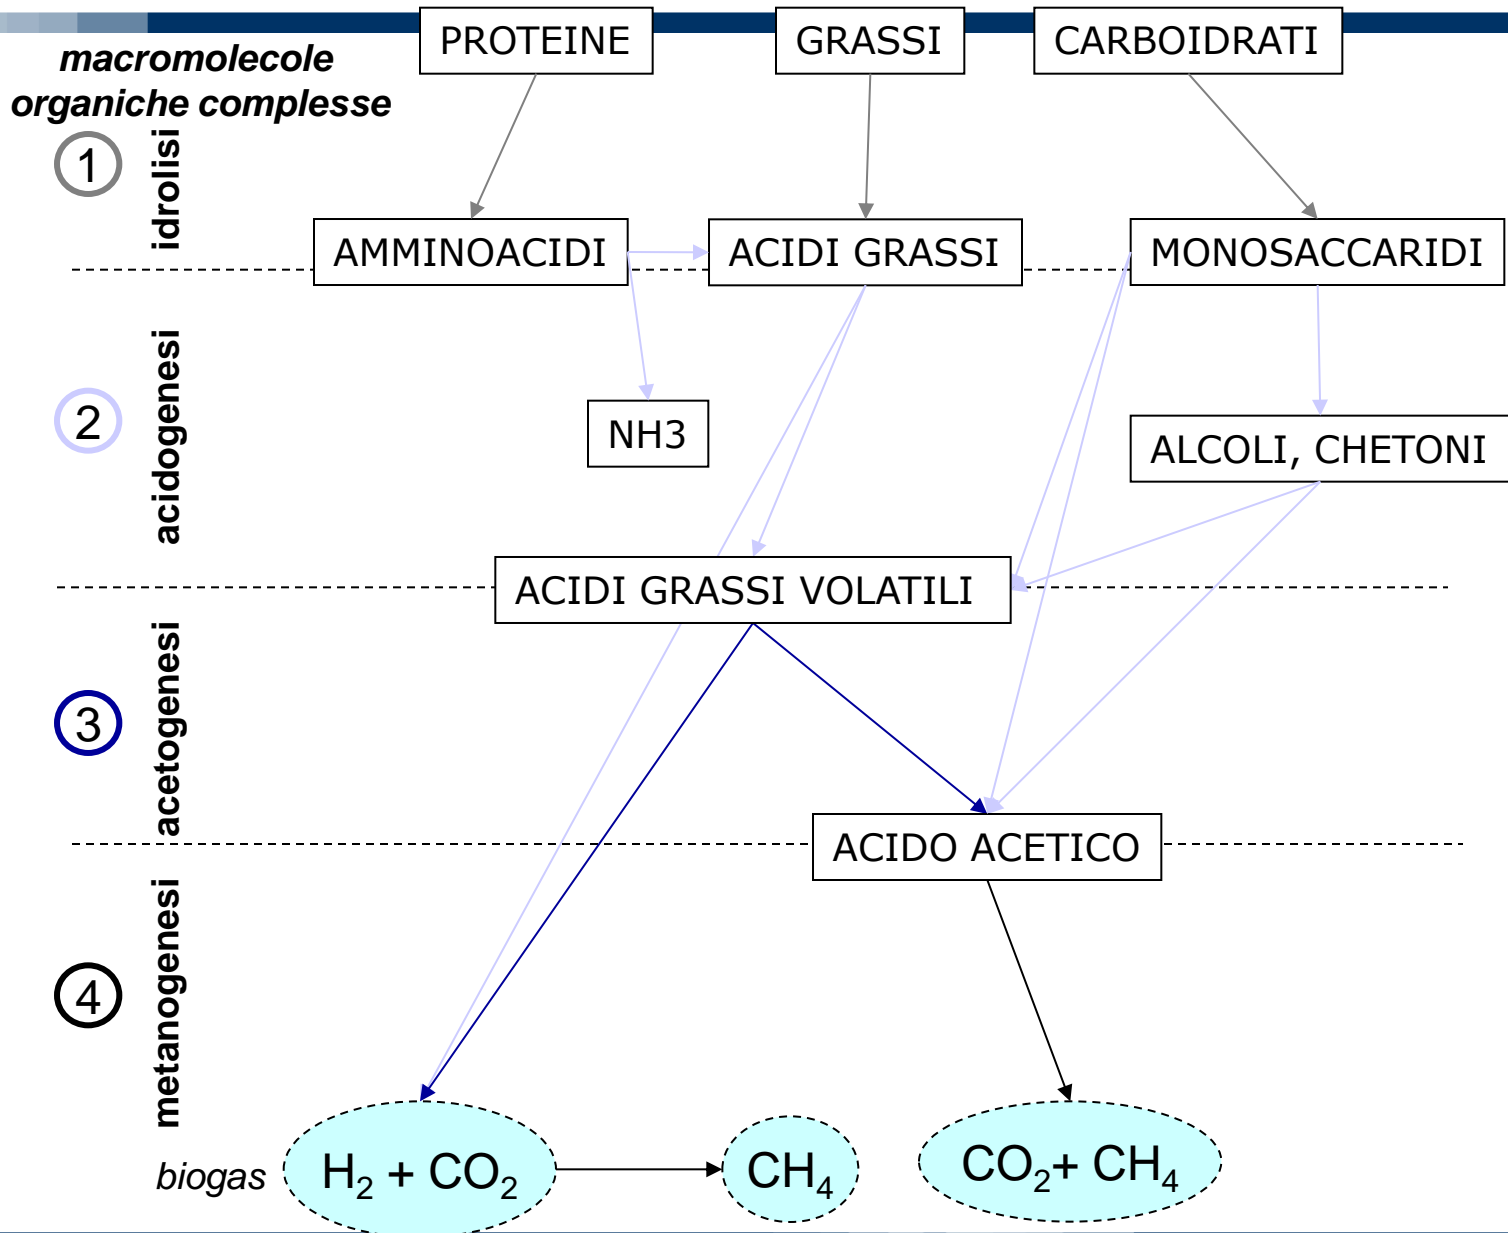 PROTEINE
GRASSI
CARBOIDRATI
macromolecole
organiche complesse
1
idrolisi
AMMINOACIDI
ACIDI GRASSI
MONOSACCARIDI
2
acidogenesi
NH3
ALCOLI, CHETONI
ACIDI GRASSI VOLATILI
3
acetogenesi
ACIDO ACETICO
4
metanogenesi
biogas
H₂ + CO₂
CH₄
CO₂+ CH₄